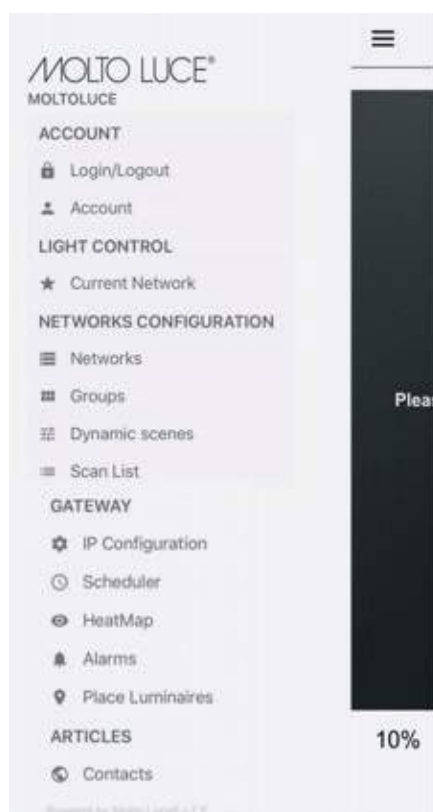 MOLTO LUCE®
MOLTOLUCE
ACCOUNT
Login/Logout
Account
LIGHT CONTROL
Current Network
NETWORKS CONFIGURATION
Networks
Groups
Dynamic scenes
Scan List
Pleas
GATEWAY
IP Configuration
Scheduler
HeatMap
Alarms
Place Luminaires
ARTICLES
10%
Contacts